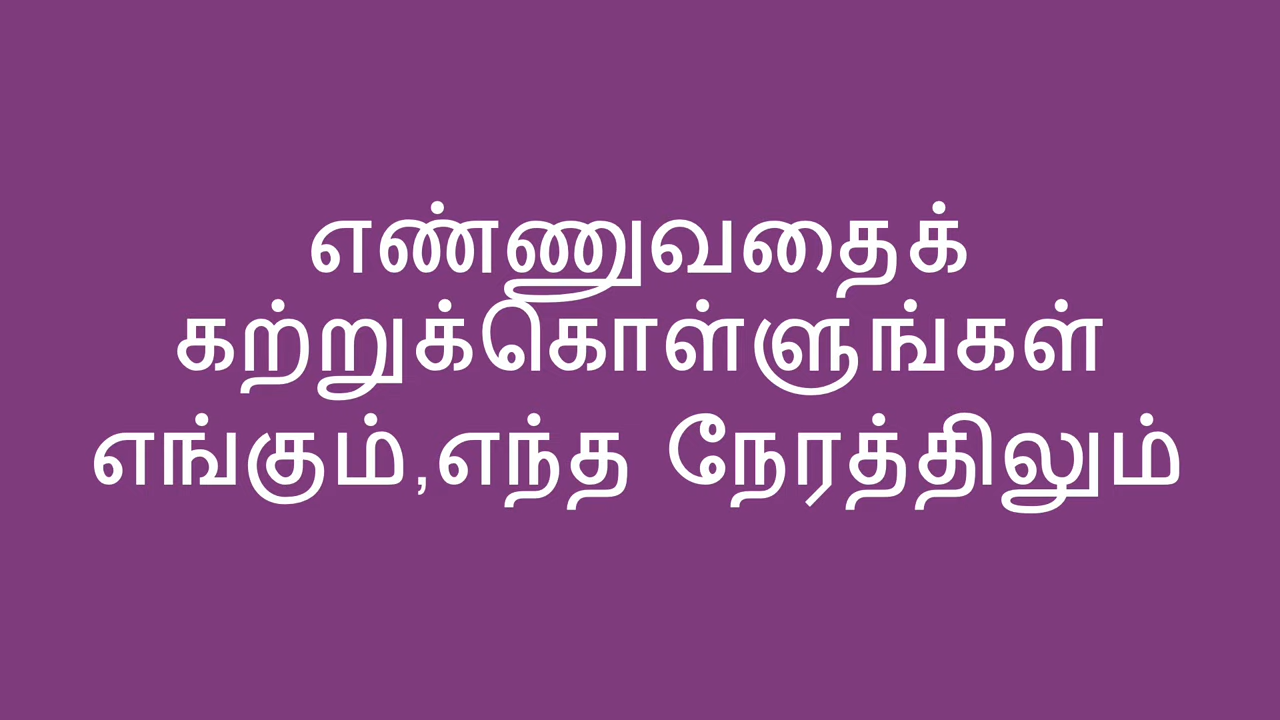 எண்ணுவதைக்
கற்றுக்கொள்ளுங்கள்
எங்கும்,எந்த நேரத்திலும்